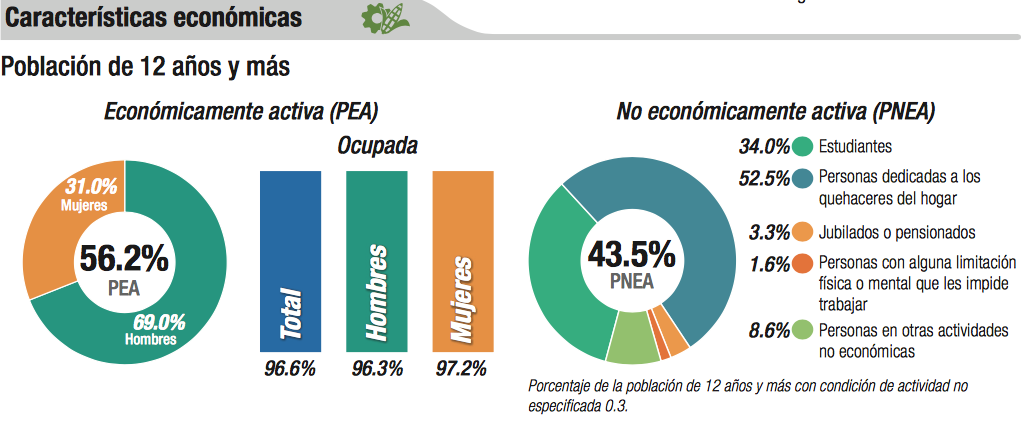 Características económicas
Población de 12 años y más
Económicamente activa (PEA)
31.0%
Mujeres
56.2%
PEA
69.0%
Hombres
Ocupada
Total
Hombres
Mujeres
96.6%
96.3%
97.2%
No económicamente activa (PNEA)
43.5%
PNEA
34.0% Estudiantes
52.5% Personas dedicadas a los
quehaceres del hogar
3.3% Jubilados o pensionados
1.6% Personas con alguna limitación
física o mental que les impide
trabajar
8.6% Personas en otras actividades
no económicas
Porcentaje de la población de 12 años y más con condición de actividad no
especificada 0.3.